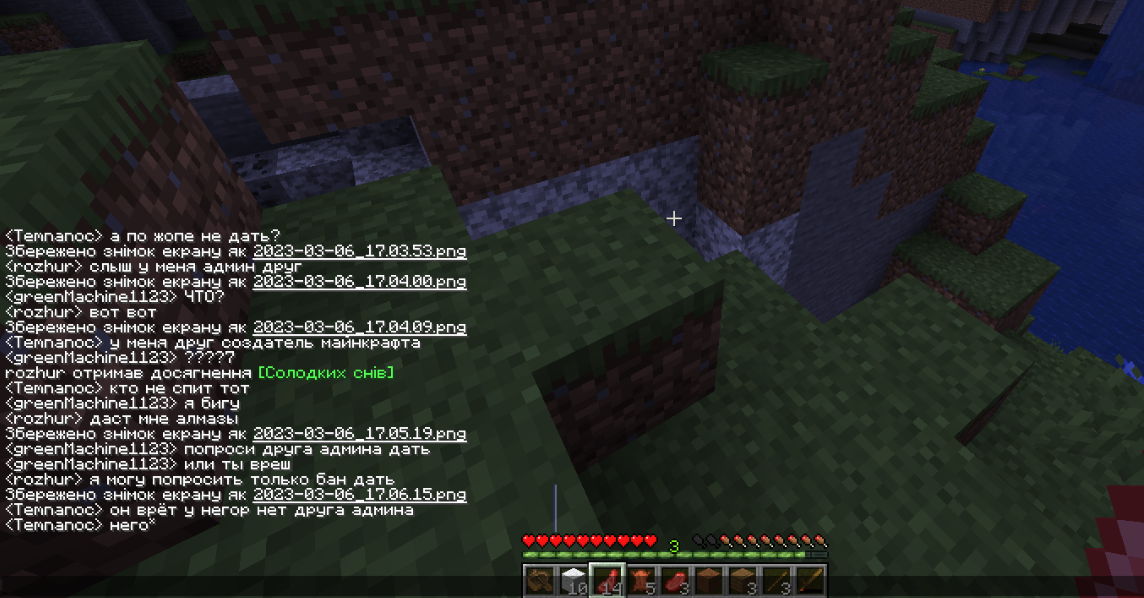 <Temnanoc> а по жопе не дать?
Збережено знімок екрану як 2023-03-06_17.03.53.png
<rozhur> слыш у меня админ друг
Збережено знімок екрану як 2023-03-06_17.04.00.png
<greenMachine1123> ЧТО?
<rozhur> вот вот
Збережено знімок екрану як 2023-03-06_17.04.09.png
<Temnanoc> у меня друг создатель майнкрафта
<greenMachine1123> ?????7
rozhur отримав досягнення [Солодких снів]
<Temnanoc> кто не спит тот
<greenMachine1123> я бигу
<rozhur> даст мне алмазы
Збережено знімок екрану як 2023-03-06_17.05.19.png
<greenMachine1123> попроси друга админа дать
<greenMachine1123> или ты вреш
<rozhur> я могу попросить только бан дать
Збережено знімок екрану як 2023-03-06_17.06.15.png
<Temnanoc> он врёт у негор нет друга админа
<Temnanoc> него*
3
10 14 5 3 3 3